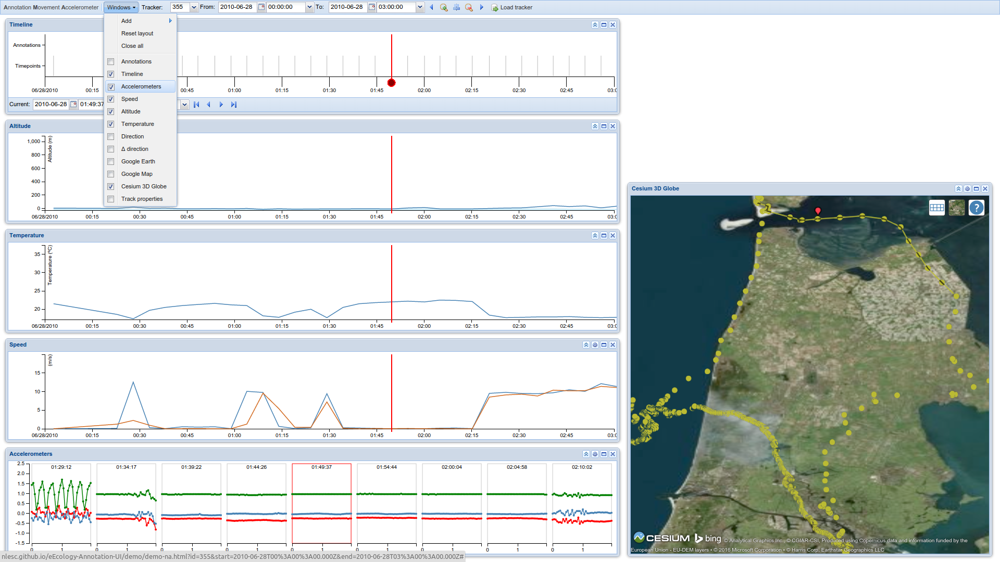 Annotation Movement Accelerometer Windows Tracker: 355 From: 2010-06-28 00:00:00 To: 2010-06-28 03:00:00 Load tracker
Add
Reset layout
Close all
Annotations
Timeline
Accelerometers
Speed
Altitude
Temperature
Direction
Δ direction
Google Earth
Google Map
Cesium 3D Globe
Track properties
Timeline
Annotations
Timepoints
06/28/2010 00:15 00:45 01:00 01:15 01:30 01:45 02:00 02:15 02:30 02:45 03:0
Current: 2010-06-28 01:49:37
Altitude
Altitude (m)
1,000
800
600
400
200
0
06/28/2010 00:15 00:30 00:45 01:00 01:15 01:30 01:45 02:00 02:15 02:30 02:45 03:0
Temperature
Temperature (°C)
35
30
25
20
06/28/2010 00:15 00:30 00:45 01:00 01:15 01:30 01:45 02:00 02:15 02:30 02:45 03:0
Speed
(m/s)
15
10
5
0
06/28/2010 00:15 00:30 00:45 01:00 01:15 01:30 01:45 02:00 02:15 02:30 02:45 03:0
Accelerometers
01:29:12 01:34:17 01:39:22 01:44:26 01:49:37 01:54:44 02:00:04 02:04:58 02:10:02
2.5
2.0
1.5
1.0
0.5
0.0
-0.5
-1.0
-1.5
0 1 0 1 0 1 0 1 0 1 0 1 0 1 0 1 0 1
nlesc.github.io/eEcology-Annotation-UI/demo/demo-na.html?id=355&start=2010-06-28T00%3A00%3A00.000Z&end=2010-06-28T03%3A00%3A00.000Z#
Cesium 3D Globe
?
CESIUM bing © Analytical Graphics Inc., © CGIAR-CSI, Produced using Copernicus data and information funded by the
European Union - EU-DEM layers • © 2016 Microsoft Corporation • © Harris Corp, Earthstar Geographics LLC